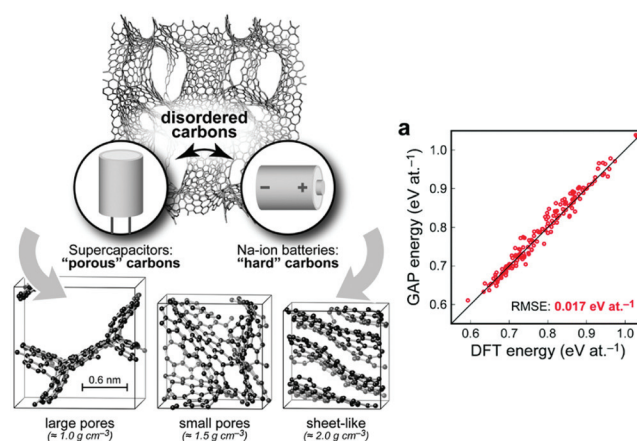 disordered
carbons
− +
Supercapacitors:
"porous" carbons
Na-ion batteries:
"hard" carbons
0.6 nm
large pores
(≈ 1.0 g cm⁻³)
small pores
(≈ 1.5 g cm⁻³)
sheet-like
(≈ 2.0 g cm⁻³)
a
GAP energy (eV at.⁻¹)
1.0
0.9
0.8
0.7
0.6
RMSE: 0.017 eV at.⁻¹
0.6 0.7 0.8 0.9 1.0
DFT energy (eV at.⁻¹)